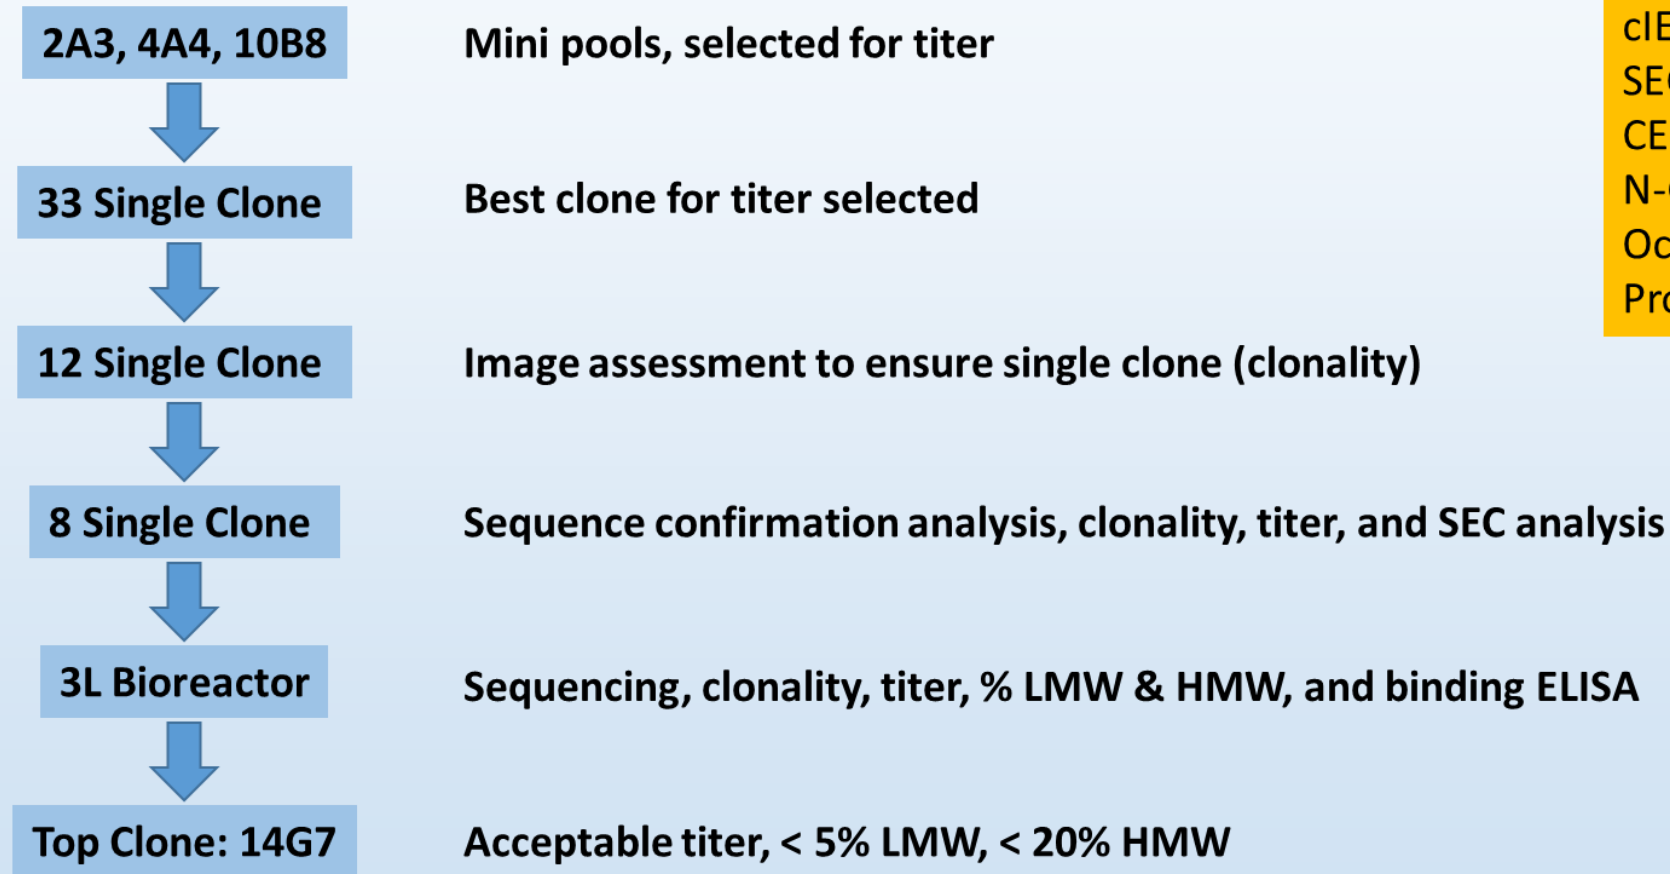 2A3, 4A4, 10B8
Mini pools, selected for titer
33 Single Clone
Best clone for titer selected
12 Single Clone
Image assessment to ensure single clone (clonality)
8 Single Clone
Sequence confirmation analysis, clonality, titer, and SEC analysis
3L Bioreactor
Sequencing, clonality, titer, % LMW & HMW, and binding ELISA
Top Clone: 14G7
Acceptable titer, < 5% LMW, < 20% HMW